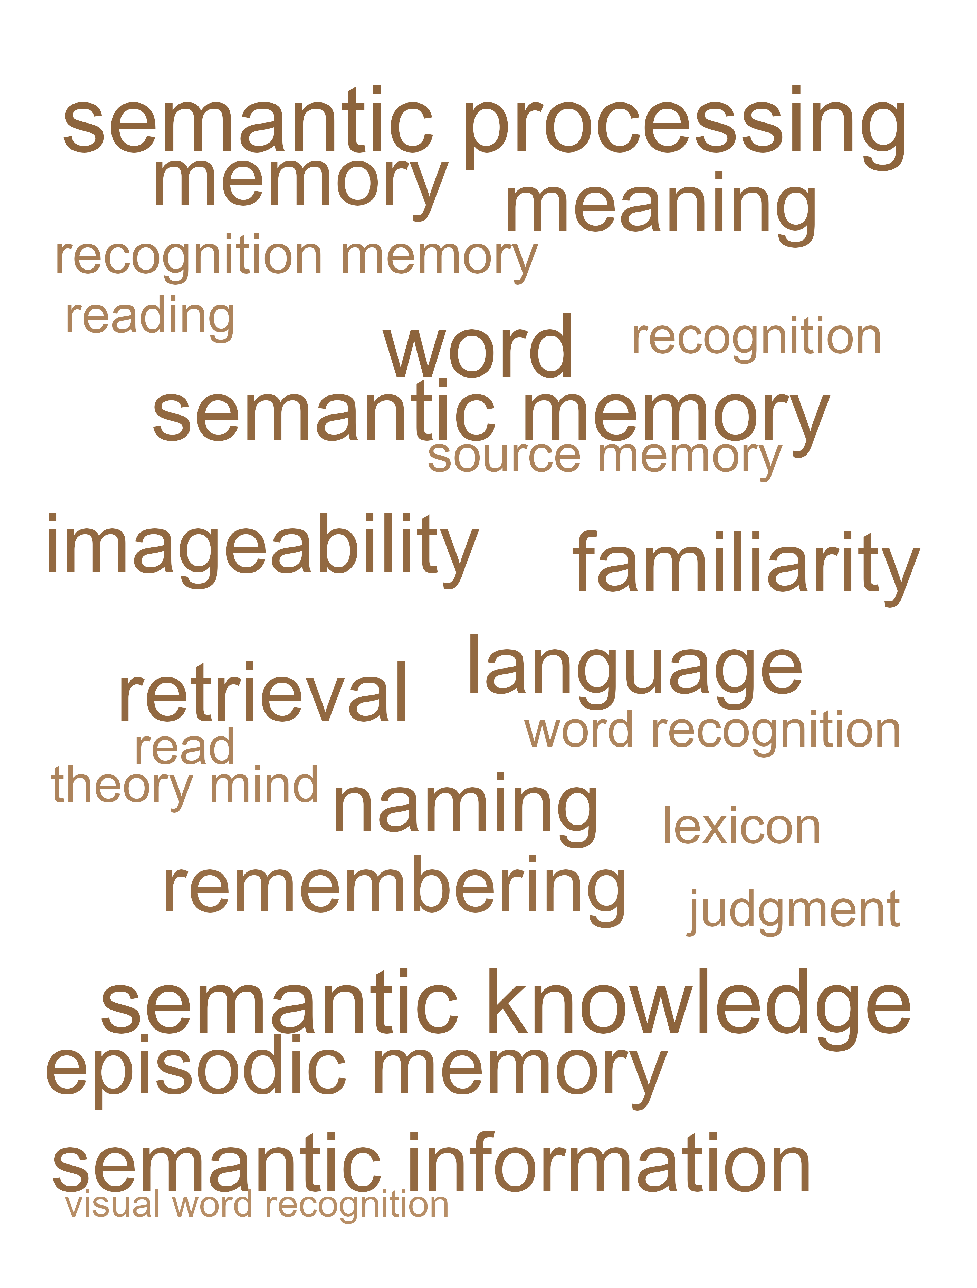 semantic processing
memory
meaning
recognition memory
reading
word
recognition
semantic memory
source memory
imageability
familiarity
language
retrieval
word recognition
read
theory mind
naming
lexicon
remembering
judgment
semantic knowledge
episodic memory
semantic information
visual word recognition